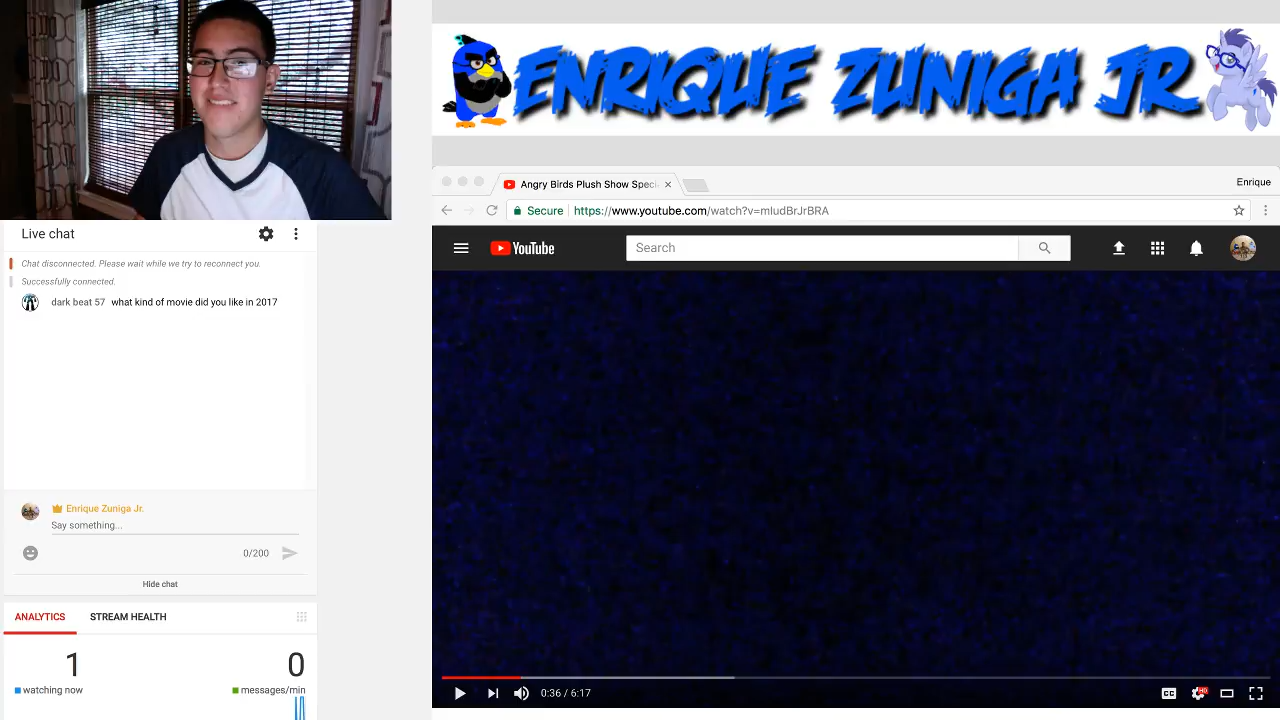 ENRIQUE ZUNIGA JR
Angry Birds Plush Show Speci
Enrique
Secure https://www.youtube.com/watch?v=mIudBrJrBRA
YouTube
Search
Live chat
Chat disconnected. Please wait while we try to reconnect you.
Successfully connected.
dark beat 57 what kind of movie did you like in 2017
Enrique Zuniga Jr.
Say something...
0/200
Hide chat
ANALYTICS STREAM HEALTH
1 0
watching now messages/min
0:36 / 6:17
CC
HD